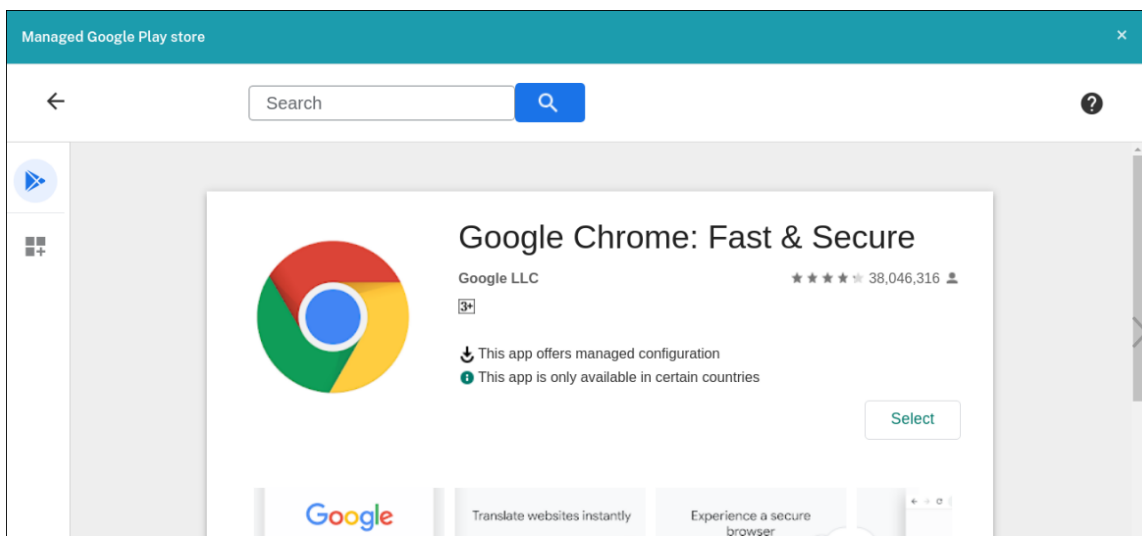 Managed Google Play store
Search
Google Chrome: Fast & Secure
Google LLC
38,046,316
3+
This app offers managed configuration
This app is only available in certain countries
Select
Google
Translate websites instantly
Experience a secure
browser